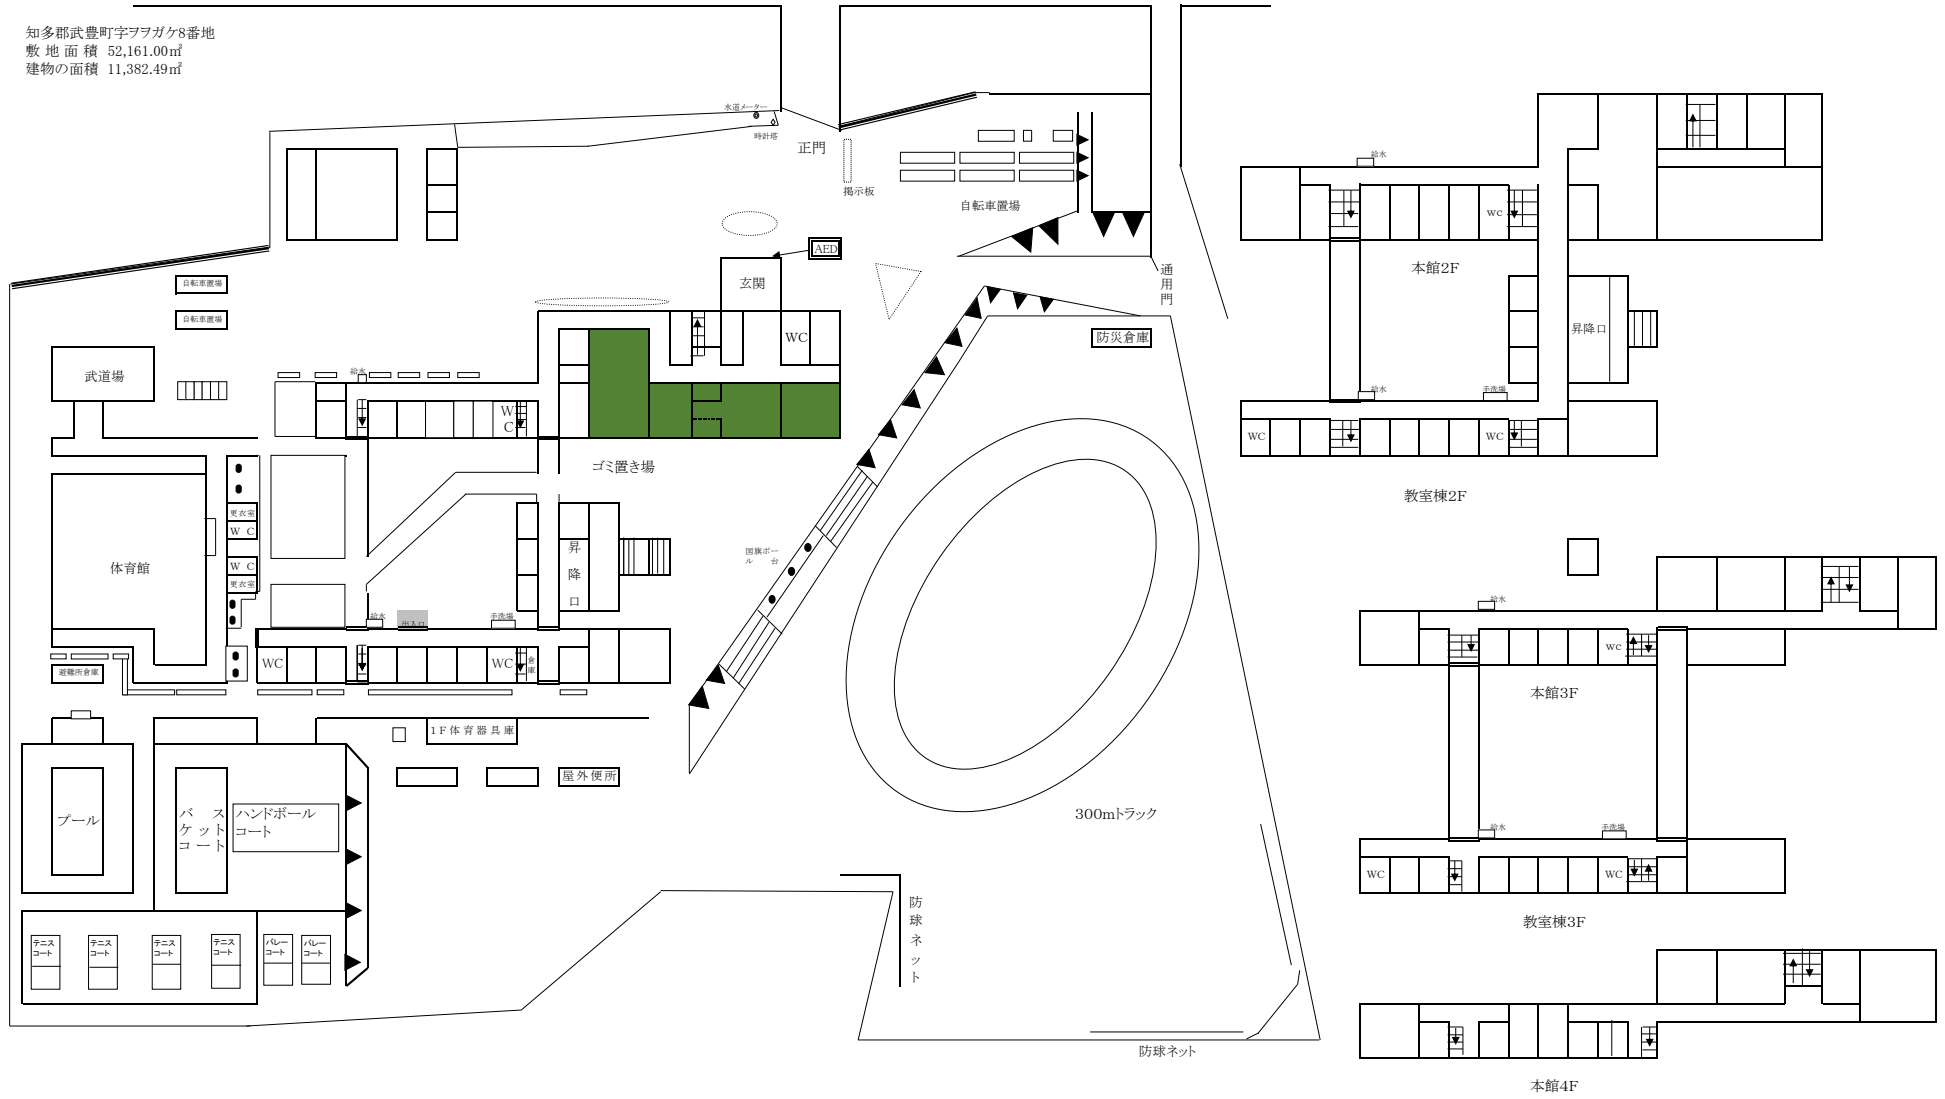 知多郡武豊町字ヲヲガケ8番地
敷地面積 52,161.00㎡
建物の面積 11,382.49㎡
水道メーター
時計塔
正門
掲示板
自転車置場
AED
玄関
通用門
防災倉庫
自転車置場
自転車置場
武道場
給水
WC
WC
ゴミ置き場
体育館
更衣室
WC
WC
更衣室
昇降口
国旗ポール台
給水
出入口
手洗場
WC
WC
倉庫
避難所倉庫
1F体育器具庫
屋外便所
プール
バスケットコート
ハンドボール
コート
300mトラック
テニス
コート
テニス
コート
テニス
コート
テニス
コート
バレー
コート
バレー
コート
防球ネット
防球ネット
給水
WC
本館2F
昇降口
給水
手洗場
WC
WC
教室棟2F
給水
WC
本館3F
給水
手洗場
WC
WC
教室棟3F
本館4F